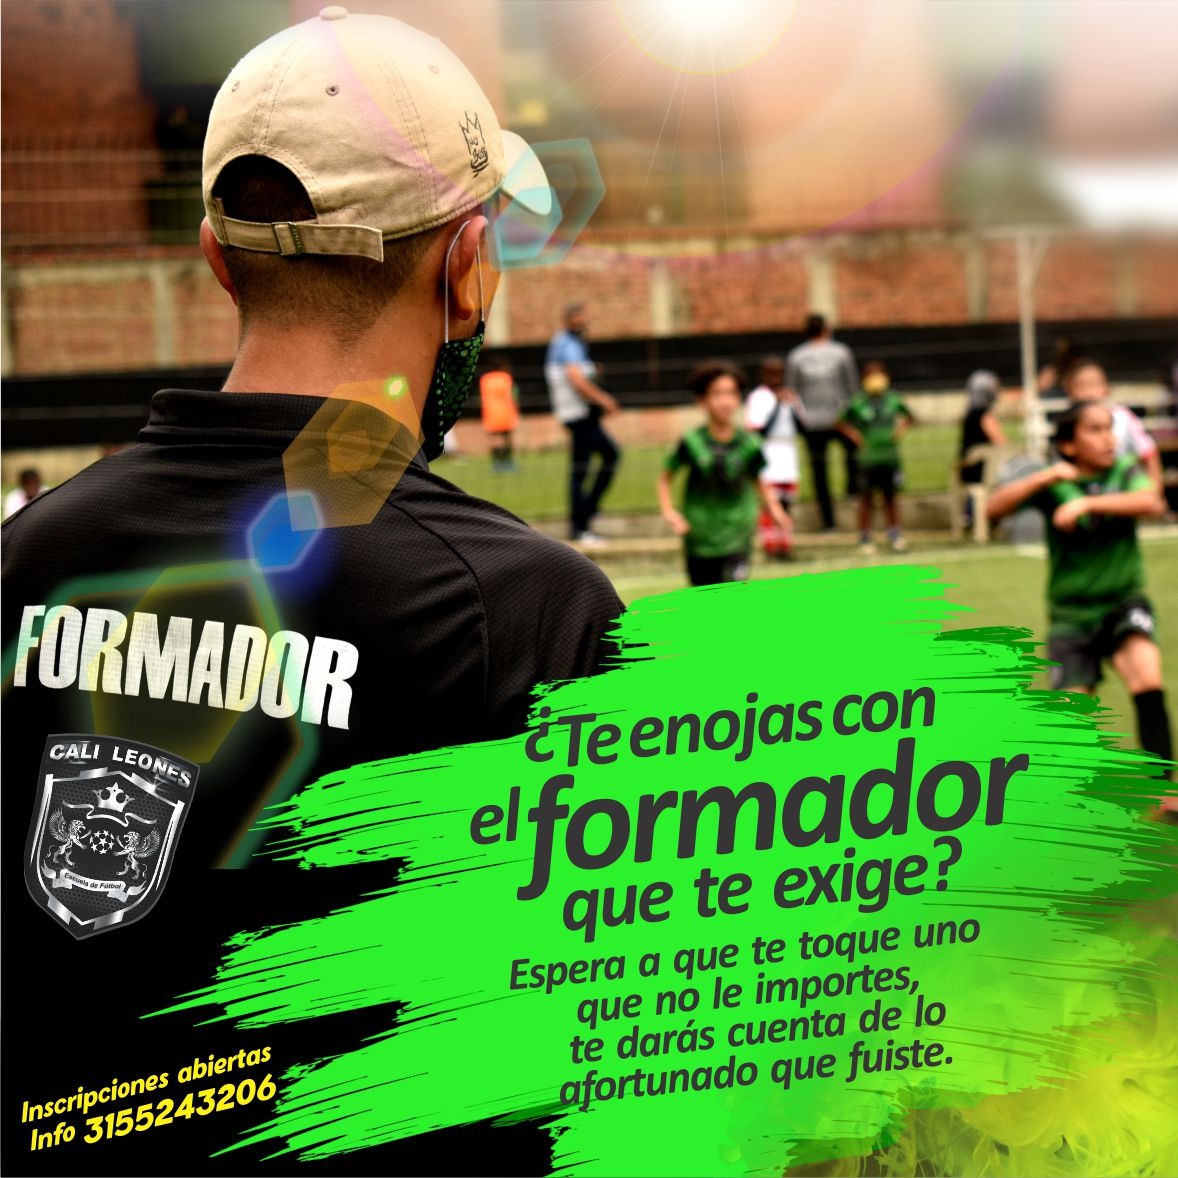 FORMADOR
CALI LEONES
Escuela de Fútbol
¿Te enojas con
el formador
que te exige?
Espera a que te toque uno
que no le importes,
te darás cuenta de lo
afortunado que fuiste.
Inscripciones abiertas
Info 3155243206